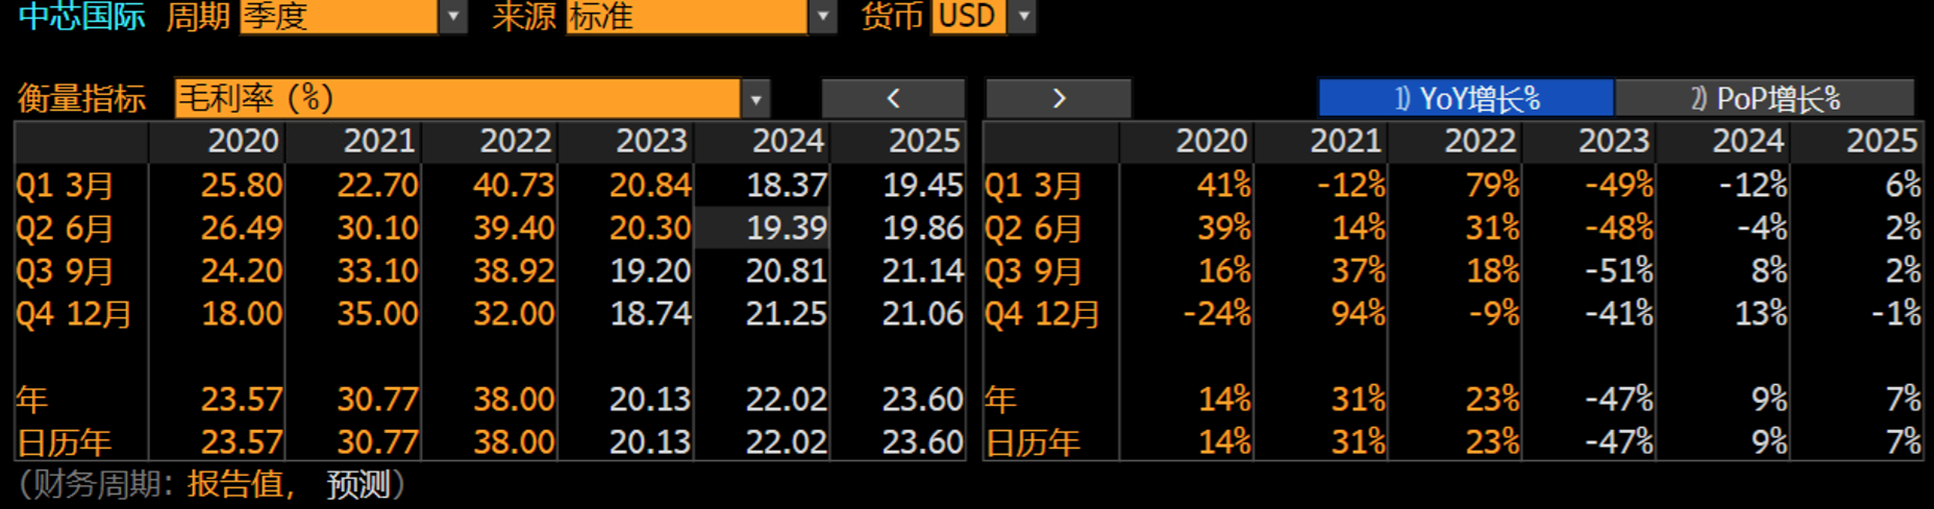 中芯国际 周期 季度 来源 标准 货币 USD
衡量指标 毛利率 (%) < > 1) YoY增长% 2) PoP增长%
2020 2021 2022 2023 2024 2025 2020 2021 2022 2023 2024 2025
Q1 3月 25.80 22.70 40.73 20.84 18.37 19.45 Q1 3月 41% -12% 79% -49% -12% 6%
Q2 6月 26.49 30.10 39.40 20.30 19.39 19.86 Q2 6月 39% 14% 31% -48% -4% 2%
Q3 9月 24.20 33.10 38.92 19.20 20.81 21.14 Q3 9月 16% 37% 18% -51% 8% 2%
Q4 12月 18.00 35.00 32.00 18.74 21.25 21.06 Q4 12月 -24% 94% -9% -41% 13% -1%
年 23.57 30.77 38.00 20.13 22.02 23.60 年 14% 31% 23% -47% 9% 7%
日历年 23.57 30.77 38.00 20.13 22.02 23.60 日历年 14% 31% 23% -47% 9% 7%
(财务周期: 报告值, 预测)